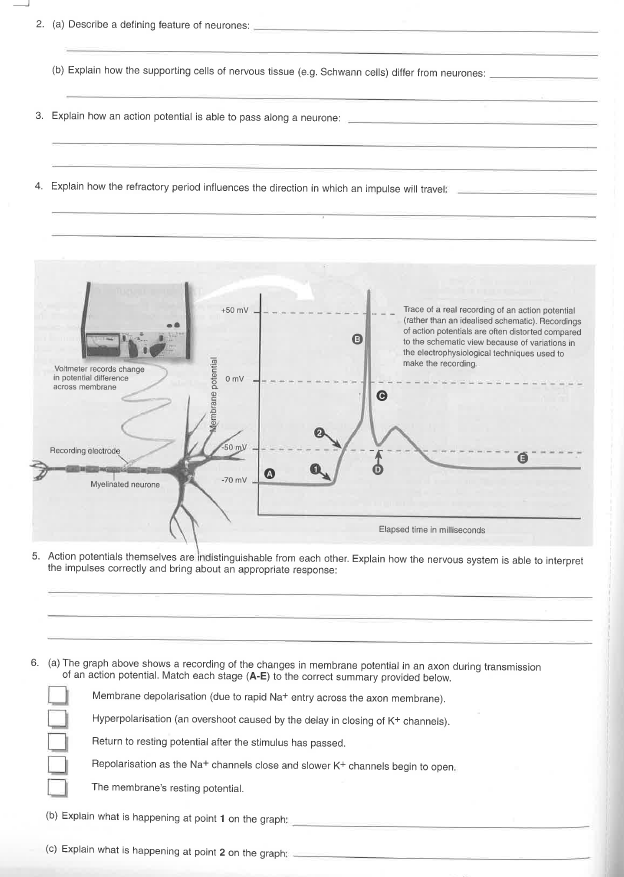 2. (a) Describe a defining feature of neurones:
(b) Explain how the supporting cells of nervous tissue (e.g. Schwann cells) differ from neurones:
3. Explain how an action potential is able to pass along a neurone:
4. Explain how the refractory period influences the direction in which an impulse will travel:
+50 mV
0 mV
-50 mV
-70 mV
Membrane potential
Trace of a real recording of an action potential
(rather than an idealised schematic). Recordings
of action potentials are often distorted compared
to the schematic view because of variations in
the electrophysiological techniques used to
make the recording.
Voltmeter records change
in potential difference
across membrane
Recording electrode
Myelinated neurone
A
1
2
B
C
D
E
Elapsed time in milliseconds
5. Action potentials themselves are indistinguishable from each other. Explain how the nervous system is able to interpret
the impulses correctly and bring about an appropriate response:
6. (a) The graph above shows a recording of the changes in membrane potential in an axon during transmission
of an action potential. Match each stage (A-E) to the correct summary provided below.
Membrane depolarisation (due to rapid Na+ entry across the axon membrane).
Hyperpolarisation (an overshoot caused by the delay in closing of K+ channels).
Return to resting potential after the stimulus has passed.
Repolarisation as the Na+ channels close and slower K+ channels begin to open.
The membrane's resting potential.
(b) Explain what is happening at point 1 on the graph:
(c) Explain what is happening at point 2 on the graph: